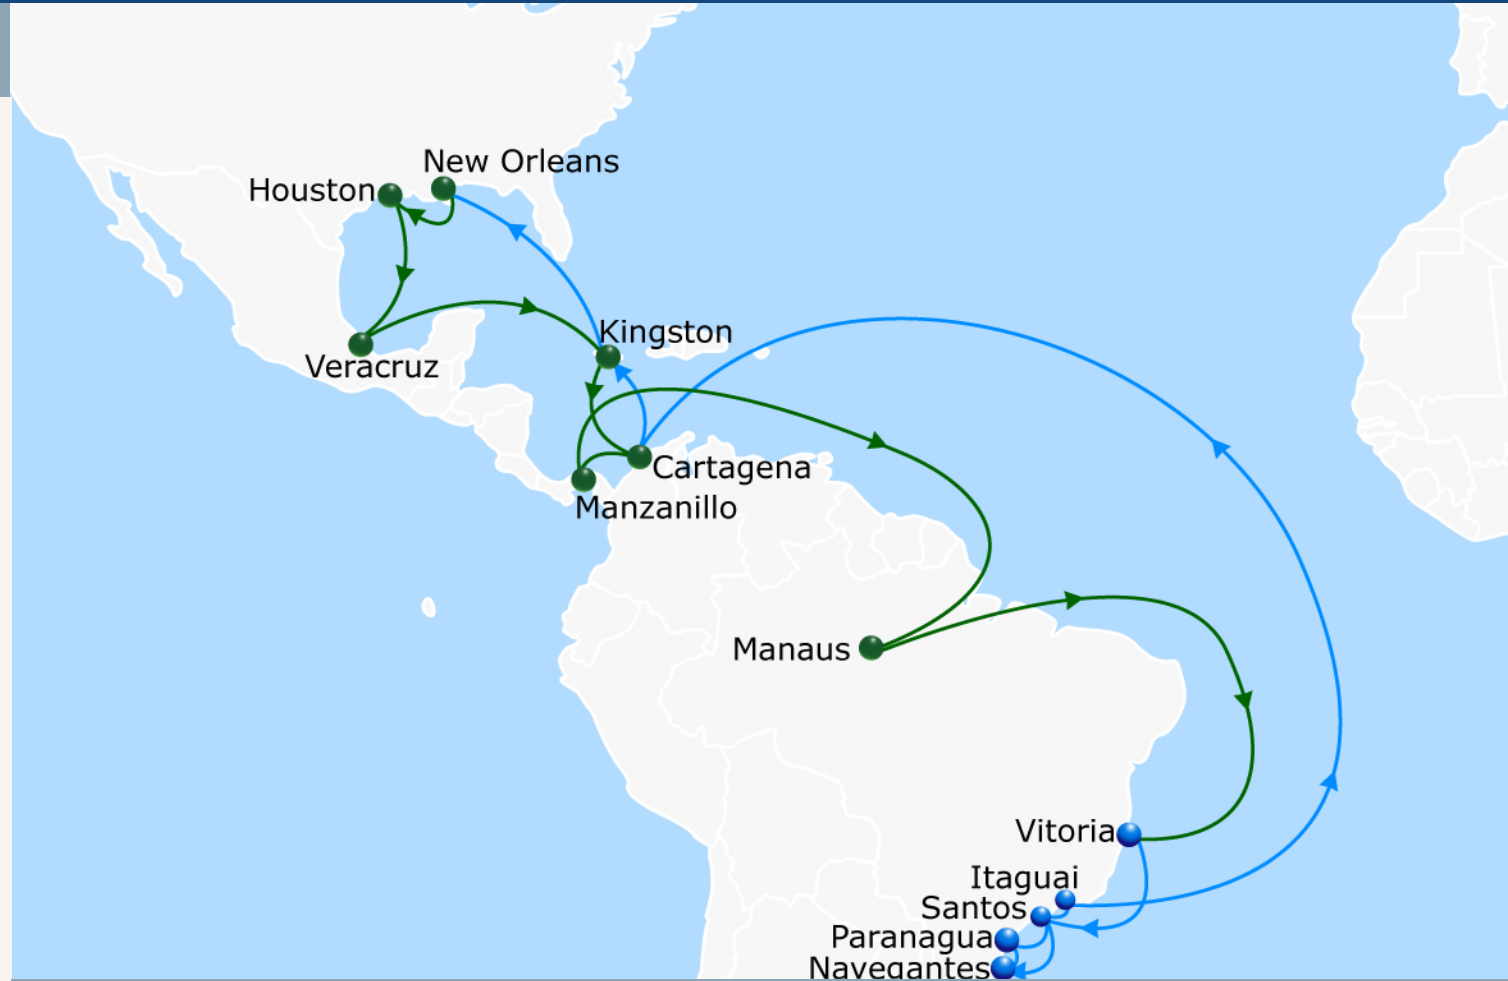 New Orleans
Houston
Kingston
Veracruz
Cartagena
Manzanillo
Manaus
Vitoria
Itaguai
Santos
Paranagua
Navegantes